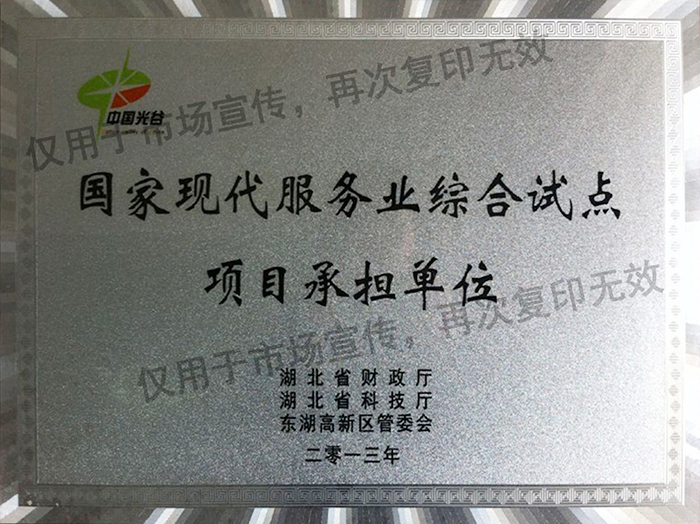 中国光谷
仅用于市场宣传，再次复印无效
国家现代服务业综合试点
项目承担单位
仅用于市场宣传，再次复印无效
湖北省财政厅
湖北省科技厅
东湖高新区管委会
二零一三年